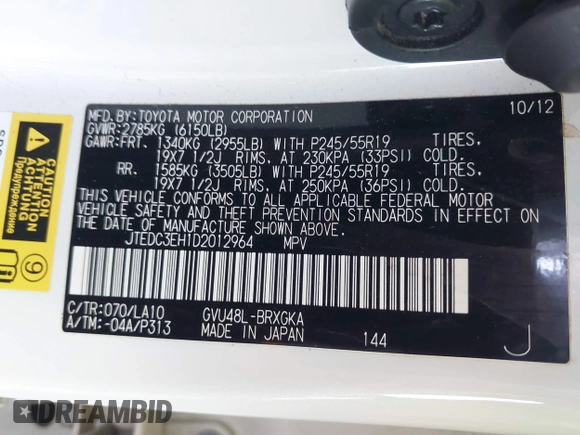 MFD. BY: TOYOTA MOTOR CORPORATION 10/12
GVWR: 2785KG (6150LB)
GAWR: FRT. 1340KG (2955LB) WITH P245/55R19 TIRES.
19X7 1/2J RIMS. AT 230KPA (33PSI) COLD.
RR. 1585KG (3505LB) WITH P245/55R19 TIRES.
19X7 1/2J RIMS. AT 250KPA (36PSI) COLD.
THIS VEHICLE CONFORMS TO ALL APPLICABLE FEDERAL MOTOR
VEHICLE SAFETY AND THEFT PREVENTION STANDARDS IN EFFECT ON
THE DATE OF MANUFACTURE SHOWN ABOVE.
JTEDC3EH1D2012964 MPV
C/TR: 070/LA10 GVU48L-BRXGKA
A/TM: -04A/P313 MADE IN JAPAN 144
J
CAUTION
ATTENTION
ACHTUNG
Предупреждение
9
DREAMBID